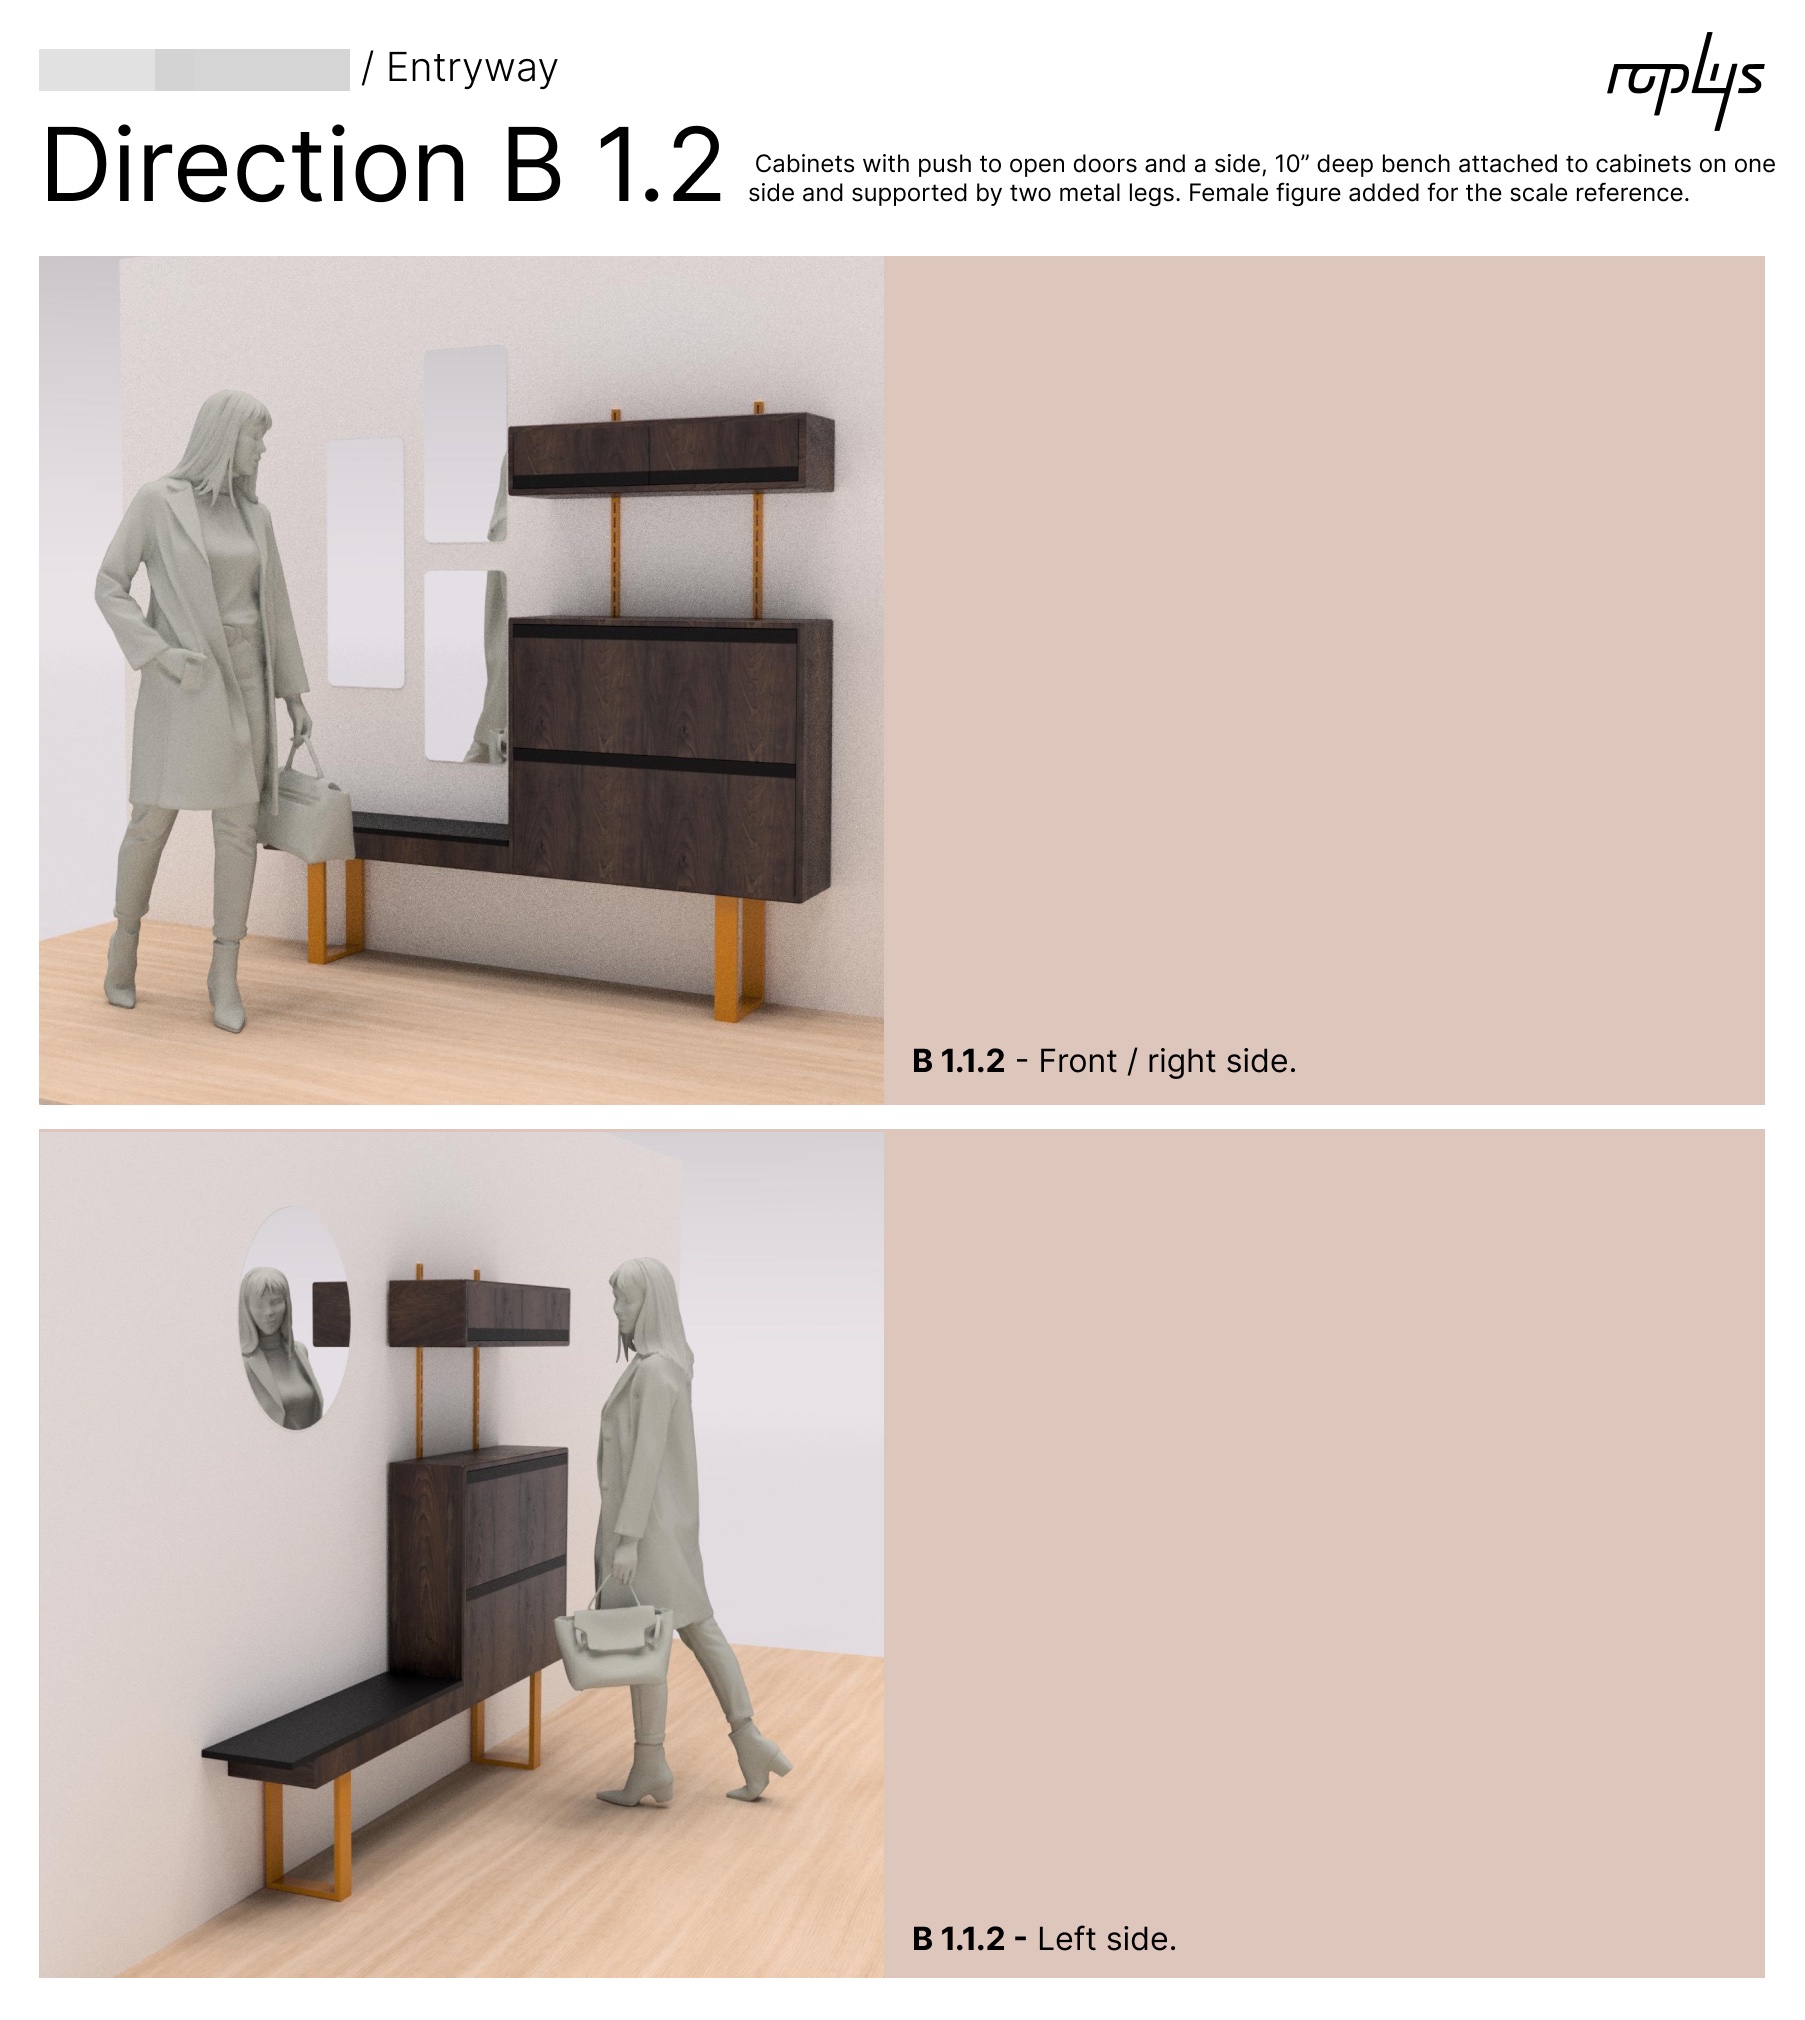 / Entryway
roplys
Direction B 1.2
Cabinets with push to open doors and a side, 10” deep bench attached to cabinets on one
side and supported by two metal legs. Female figure added for the scale reference.
B 1.1.2 - Front / right side.
B 1.1.2 - Left side.